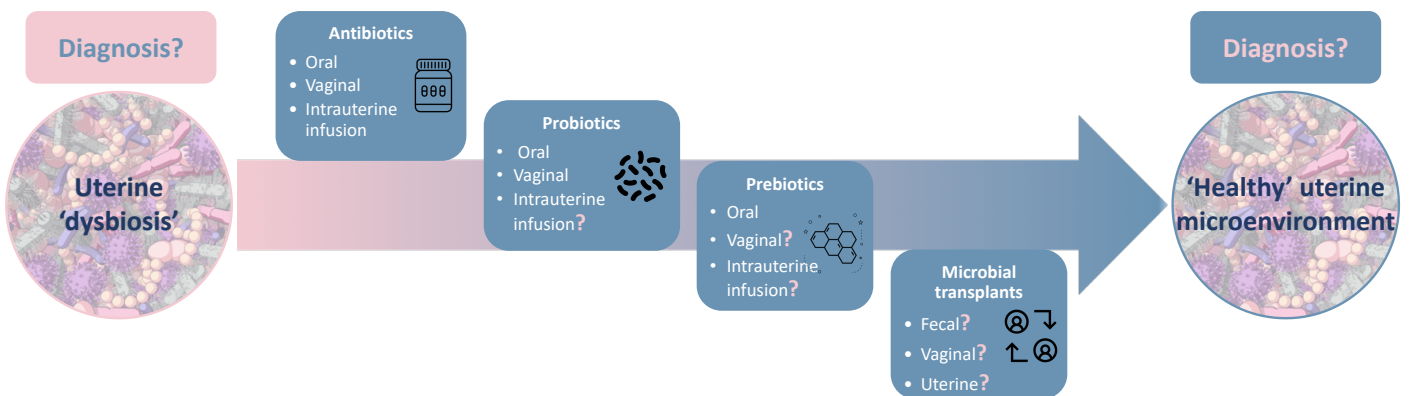 Diagnosis?
Uterine
‘dysbiosis’
Antibiotics
• Oral
• Vaginal
• Intrauterine
infusion
Probiotics
• Oral
• Vaginal
• Intrauterine
infusion?
Prebiotics
• Oral
• Vaginal?
• Intrauterine
infusion?
Microbial
transplants
• Fecal?
• Vaginal?
• Uterine?
Diagnosis?
‘Healthy’ uterine
microenvironment